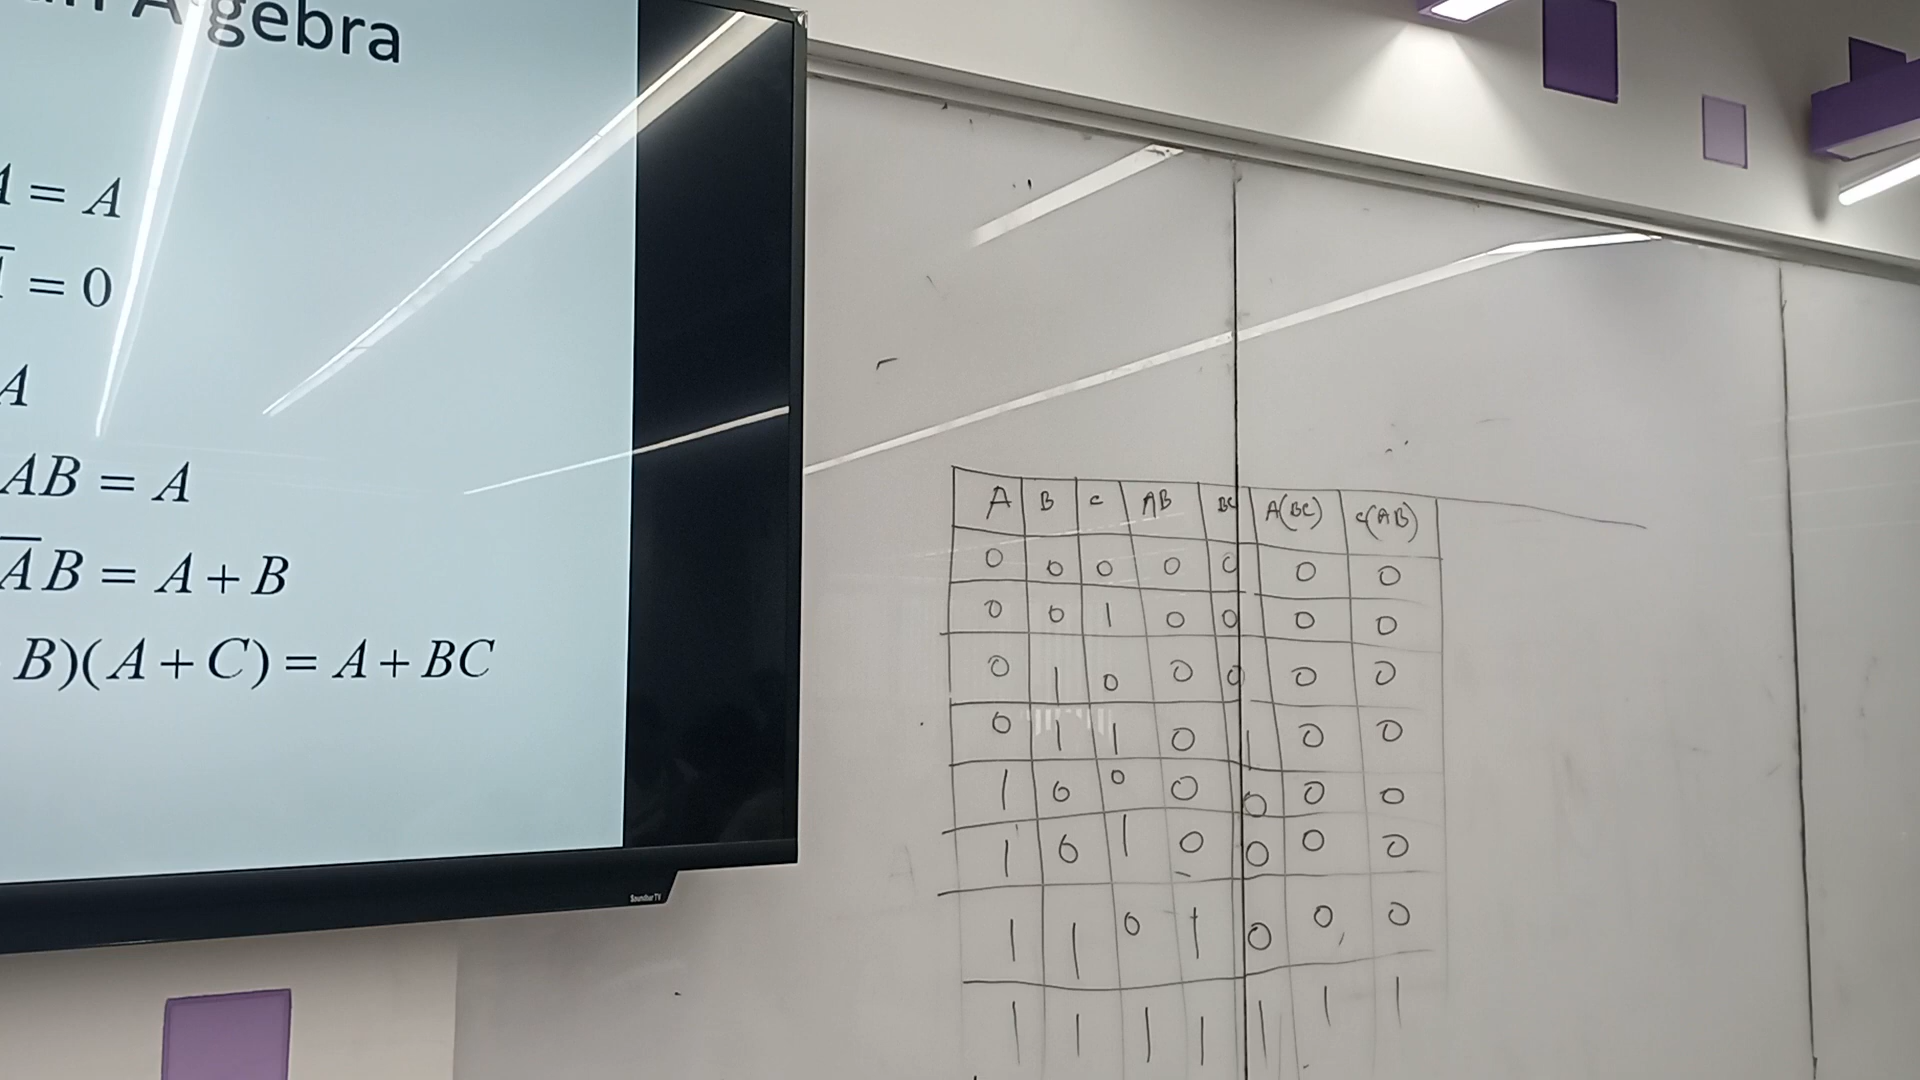 gebra
= A
= 0
A
AB = A
A̅B = A + B
B)(A + C) = A + BC
Soundbar TV
A B C AB BC A(BC) C(AB)
0 0 0 0 0 0 0
0 0 1 0 0 0 0
0 1 0 0 0 0 0
0 1 1 0 1 0 0
1 0 0 0 0 0 0
1 0 1 0 0 0 0
1 1 0 1 0 0 0
1 1 1 1 1 1 1